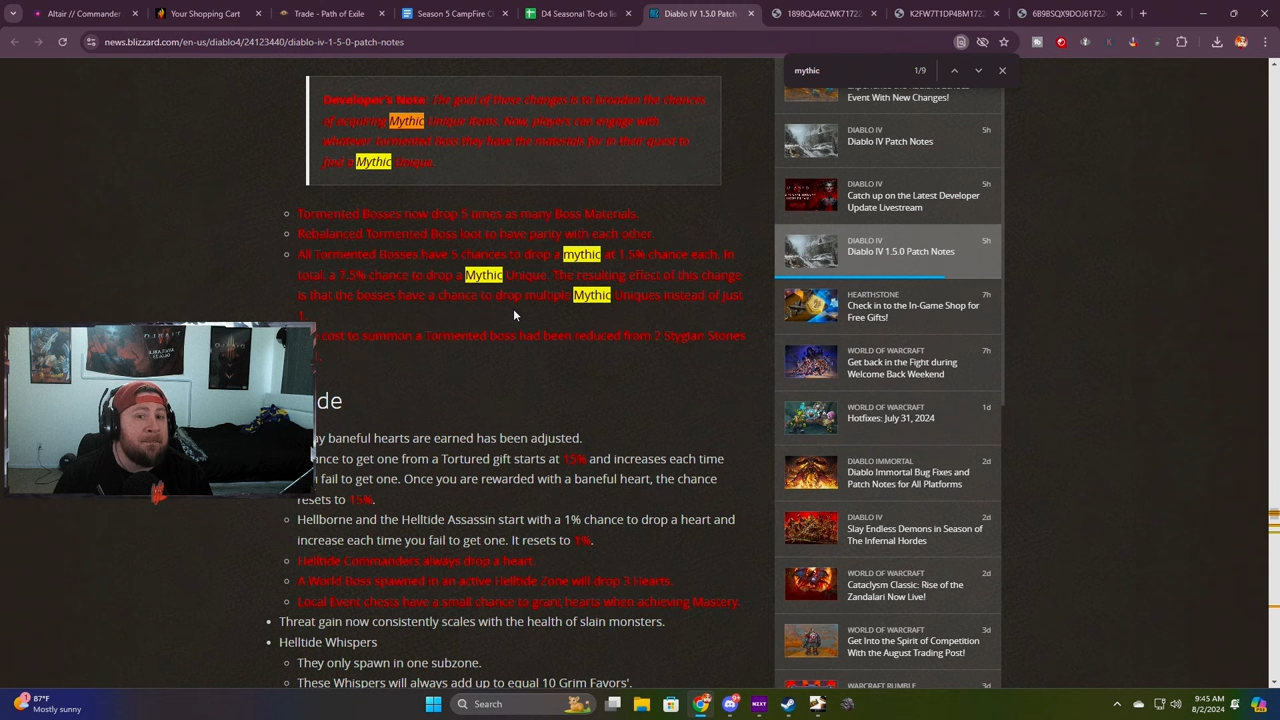 Altair // Commander
Your Shopping Cart
Trade - Path of Exile
Season 5 CampFire C
D4 Seasonal To-do lis
Diablo IV 1.5.0 Patch
1898QA46ZWK71722
K2FW7T1DP4BM1722
6B9BSQX9DOJ61722
news.blizzard.com/en-us/diablo4/24123440/diablo-iv-1-5-0-patch-notes
mythic
1/9
Developer's Note: The goal of these changes is to broaden the chances
of acquiring Mythic Unique items. Now, players can engage with
whatever Tormented Boss they have the materials for in their quest to
find a Mythic Unique.
Tormented Bosses now drop 5 times as many Boss Materials.
Rebalanced Tormented Boss loot to have parity with each other.
All Tormented Bosses have 5 chances to drop a mythic at 1.5% chance each. In
total, a 7.5% chance to drop a Mythic Unique. The resulting effect of this change
is that the bosses have a chance to drop multiple Mythic Uniques instead of just
1.
cost to summon a Tormented boss had been reduced from 2 Stygian Stones
de
ay baneful hearts are earned has been adjusted.
ance to get one from a Tortured gift starts at 15% and increases each time
fail to get one. Once you are rewarded with a baneful heart, the chance
resets to 15%.
Hellborne and the Helltide Assassin start with a 1% chance to drop a heart and
increase each time you fail to get one. It resets to 1%.
Helltide Commanders always drop a heart.
A World Boss spawned in an active Helltide Zone will drop 3 Hearts.
Local Event chests have a small chance to grant hearts when achieving Mastery.
Threat gain now consistently scales with the health of slain monsters.
Helltide Whispers
They only spawn in one subzone.
These Whispers will always add up to equal 10 Grim Favors'.
Event With New Changes!
DIABLO IV 5h
Diablo IV Patch Notes
DIABLO IV 5h
Catch up on the Latest Developer
Update Livestream
DIABLO IV 5h
Diablo IV 1.5.0 Patch Notes
HEARTHSTONE 7h
Check in to the In-Game Shop for
Free Gifts!
WORLD OF WARCRAFT 7h
Get back in the Fight during
Welcome Back Weekend
WORLD OF WARCRAFT 1d
Hotfixes: July 31, 2024
DIABLO IMMORTAL 2d
Diablo Immortal Bug Fixes and
Patch Notes for All Platforms
DIABLO IV 2d
Slay Endless Demons in Season of
The Infernal Hordes
WORLD OF WARCRAFT 2d
Cataclysm Classic: Rise of the
Zandalari Now Live!
WORLD OF WARCRAFT 3d
Get Into the Spirit of Competition
With the August Trading Post!
WARCRAFT RUMBLE 3d
87°F
Mostly sunny
Search
NEXT
9:45 AM
8/2/2024